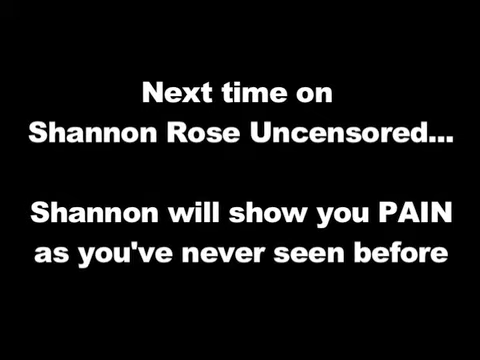 Next time on
Shannon Rose Uncensored...
Shannon will show you PAIN
as you've never seen before